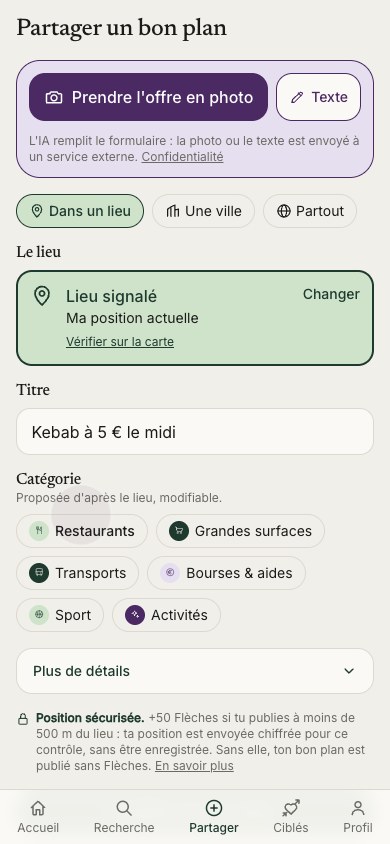 Partager un bon plan
Prendre l'offre en photo
Texte
L'IA remplit le formulaire : la photo ou le texte est envoyé à
un service externe. Confidentialité
Dans un lieu
Une ville
Partout
Le lieu
Lieu signalé
Changer
Ma position actuelle
Vérifier sur la carte
Titre
Kebab à 5 € le midi
Catégorie
Proposée d'après le lieu, modifiable.
Restaurants
Grandes surfaces
Transports
Bourses & aides
Sport
Activités
Plus de détails
Position sécurisée. +50 Flèches si tu publies à moins de
500 m du lieu : ta position est envoyée chiffrée pour ce
contrôle, sans être enregistrée. Sans elle, ton bon plan est
publié sans Flèches. En savoir plus
Accueil
Recherche
Partager
Ciblés
Profil